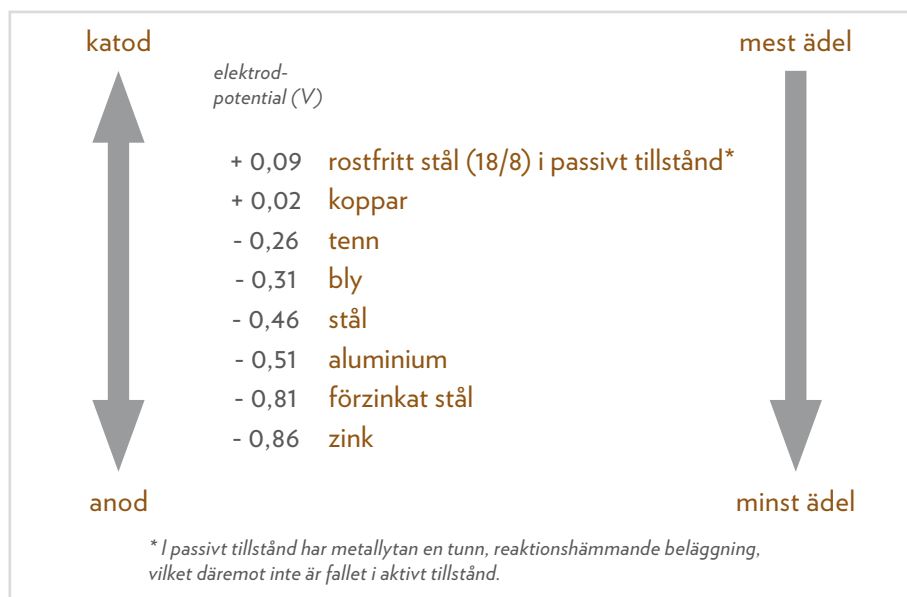 katod
mest ädel
elektrod-
potential (V)
+ 0,09 rostfritt stål (18/8) i passivt tillstånd*
+ 0,02 koppar
- 0,26 tenn
- 0,31 bly
- 0,46 stål
- 0,51 aluminium
- 0,81 förzinkat stål
- 0,86 zink
anod
minst ädel
* I passivt tillstånd har metallytan en tunn, reaktionshämmande beläggning,
vilket däremot inte är fallet i aktivt tillstånd.